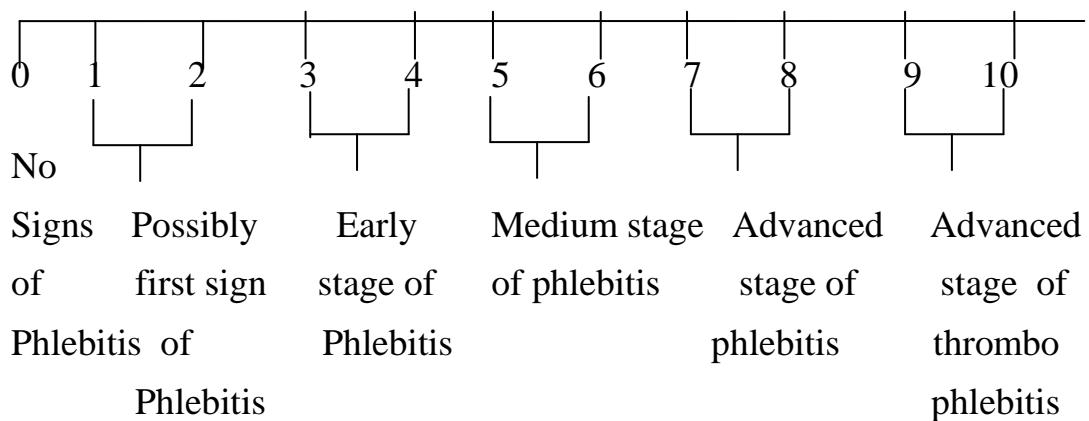 0 1 2 3 4 5 6 7 8 9 10
No
Signs Possibly Early Medium stage Advanced Advanced
of first sign stage of of phlebitis stage of stage of
Phlebitis of Phlebitis phlebitis thrombo
Phlebitis phlebitis